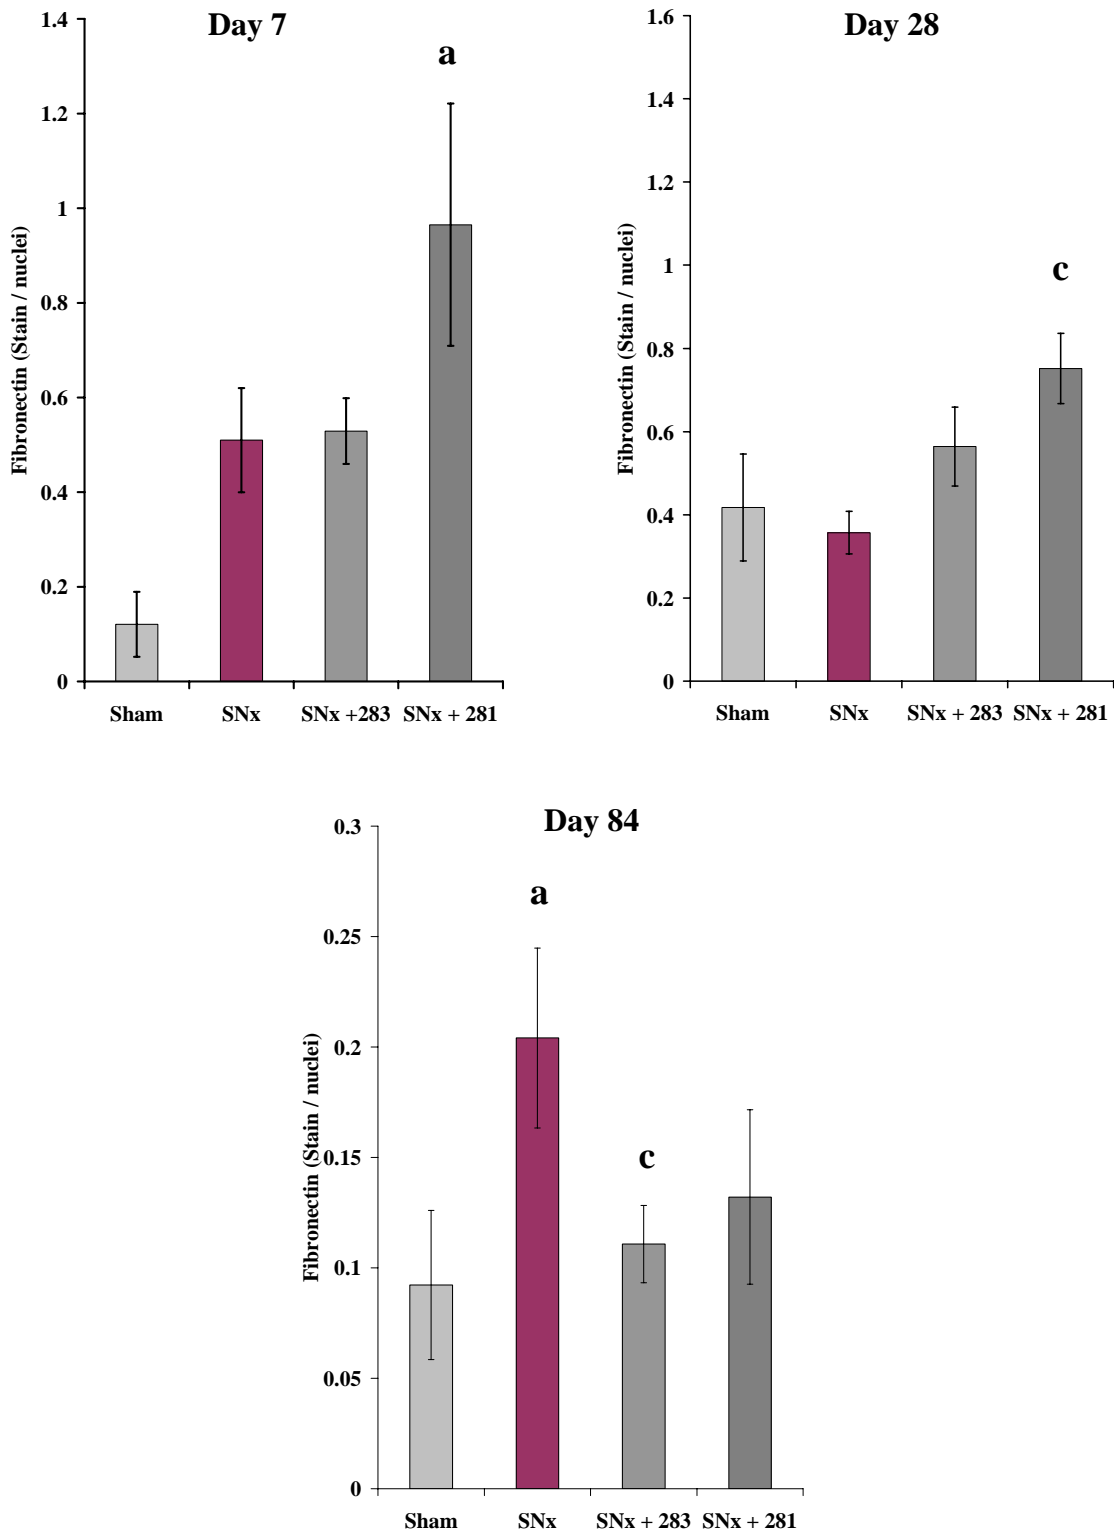 Day 7
a
1.4
1.2
1
0.8
0.6
0.4
0.2
0
Fibronectin (Stain / nuclei)
Sham SNx SNx +283 SNx + 281
Day 28
c
1.6
1.4
1.2
1
0.8
0.6
0.4
0.2
0
Fibronectin (Stain / nuclei)
Sham SNx SNx + 283 SNx + 281
Day 84
a
c
0.3
0.25
0.2
0.15
0.1
0.05
0
Fibronectin (Stain / nuclei)
Sham SNx SNx + 283 SNx + 281